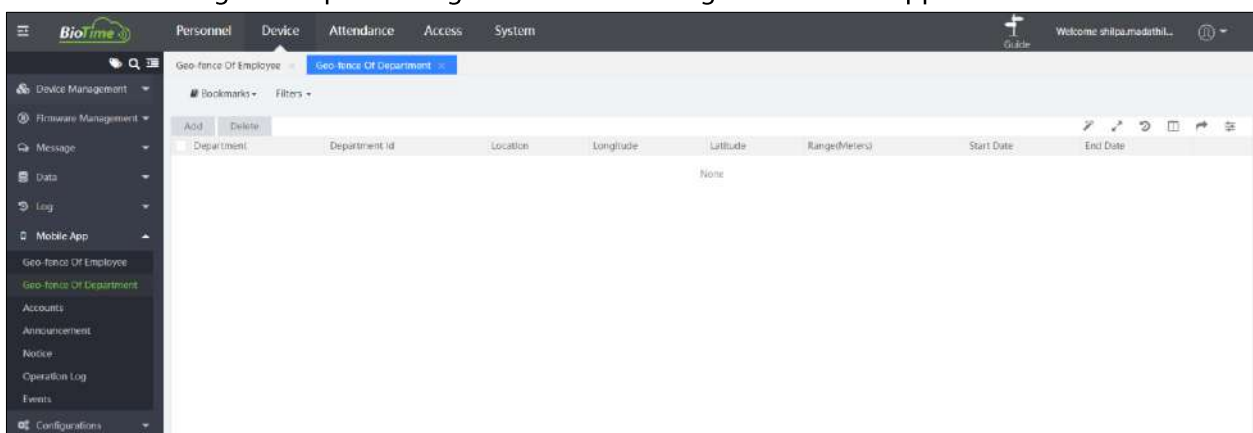 BioTime Personnel Device Attendance Access System Guide Welcome shilpa.madathil...
Geo-fence Of Employee Geo-fence Of Department
Device Management Bookmarks Filters
Firmware Management Add Delete
Message Department Department Id Location Longitude Latitude Range(Meters) Start Date End Date
Data None
Log
Mobile App
Geo-fence Of Employee
Geo-fence Of Department
Accounts
Announcement
Notice
Operation Log
Events
Configurations